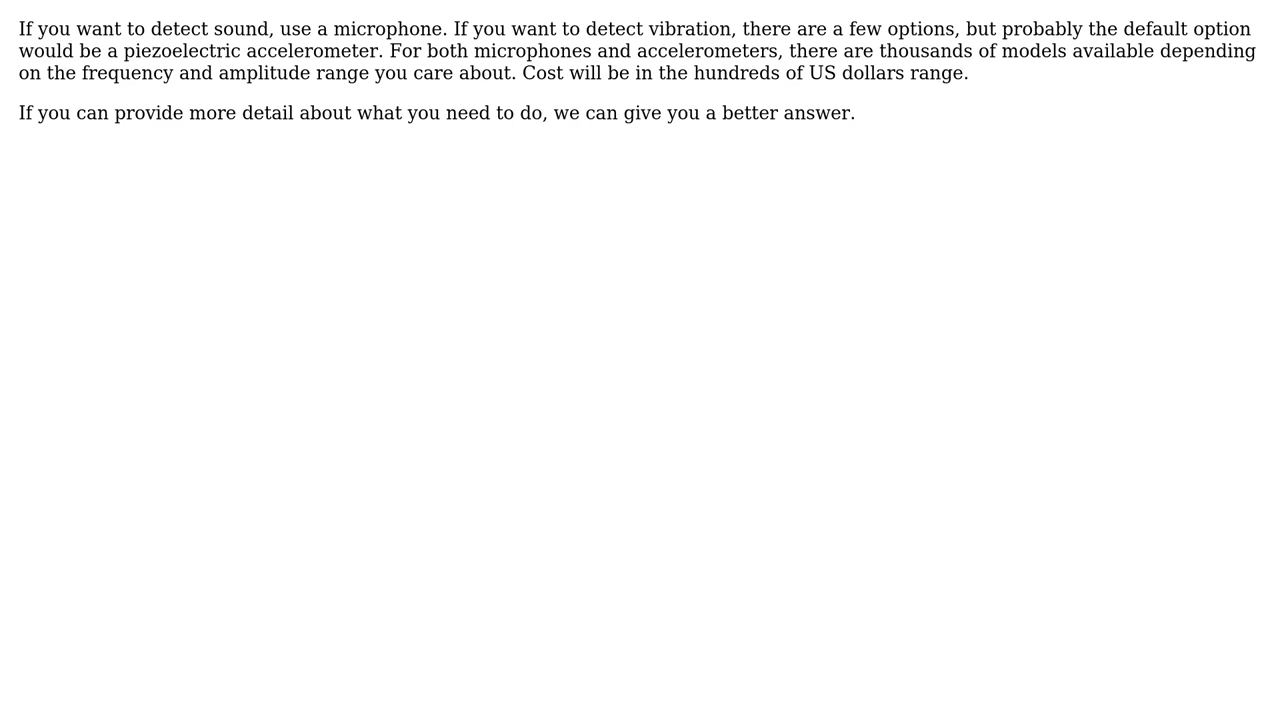 If you want to detect sound, use a microphone. If you want to detect vibration, there are a few options, but probably the default option
would be a piezoelectric accelerometer. For both microphones and accelerometers, there are thousands of models available depending
on the frequency and amplitude range you care about. Cost will be in the hundreds of US dollars range.
If you can provide more detail about what you need to do, we can give you a better answer.